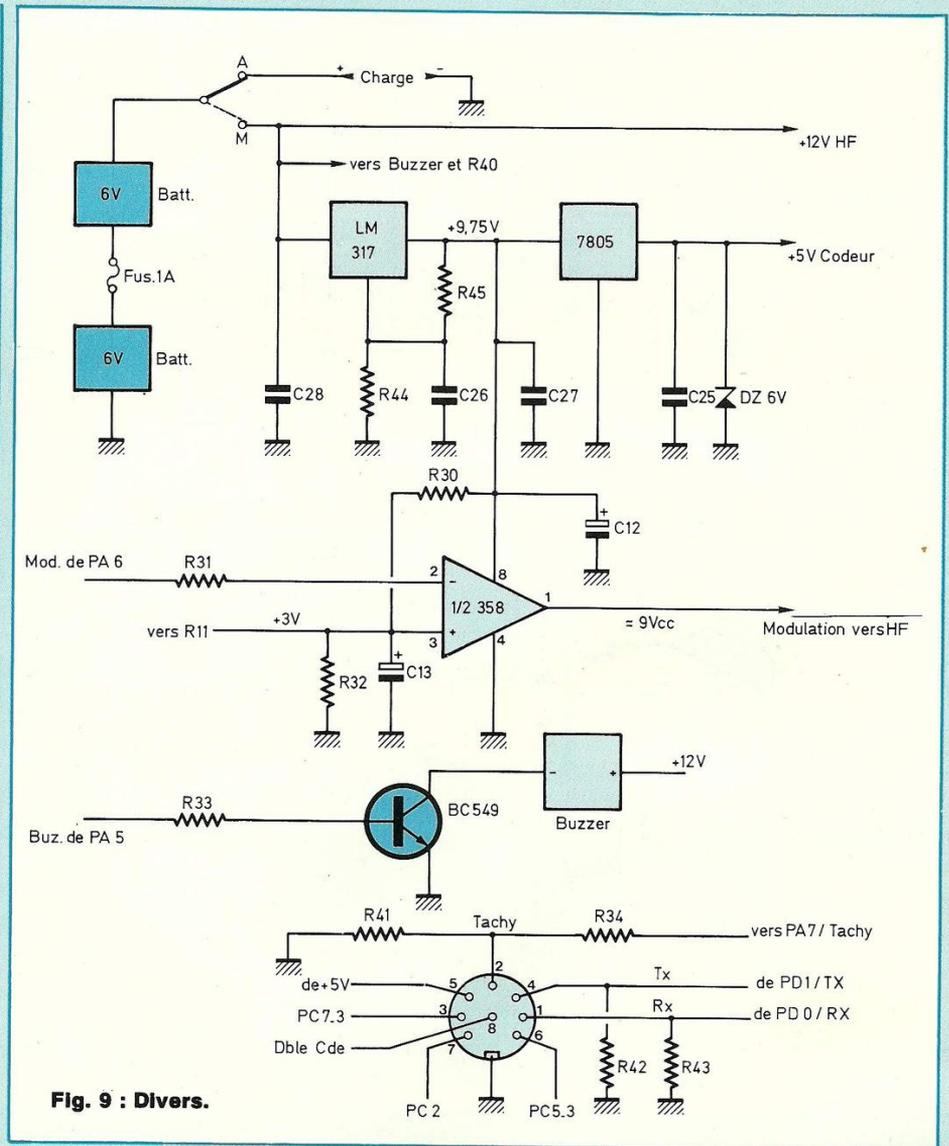 A
+ Charge -
M
+12V HF
vers Buzzer et R40
6V Batt.
LM
317
+9,75V
7805
+5V Codeur
Fus.1A
R45
6V Batt.
C28
R44
C26
C27
C25
DZ 6V
R30
+
C12
Mod. de PA 6
R31
2
-
8
1/2 358
1
= 9Vcc
Modulation vers HF
vers R11
+3V
3
+
4
R32
+
C13
+12V
- +
Buzzer
R33
BC549
Buz. de PA 5
R41
Tachy
R34
vers PA7 / Tachy
2
de+5V
5
4
Tx
de PD1/TX
PC7_3
3
8
1
Rx
de PD 0/ RX
Dble Cde
7
6
R42
R43
PC 2
PC5_3
Fig. 9 : Divers.